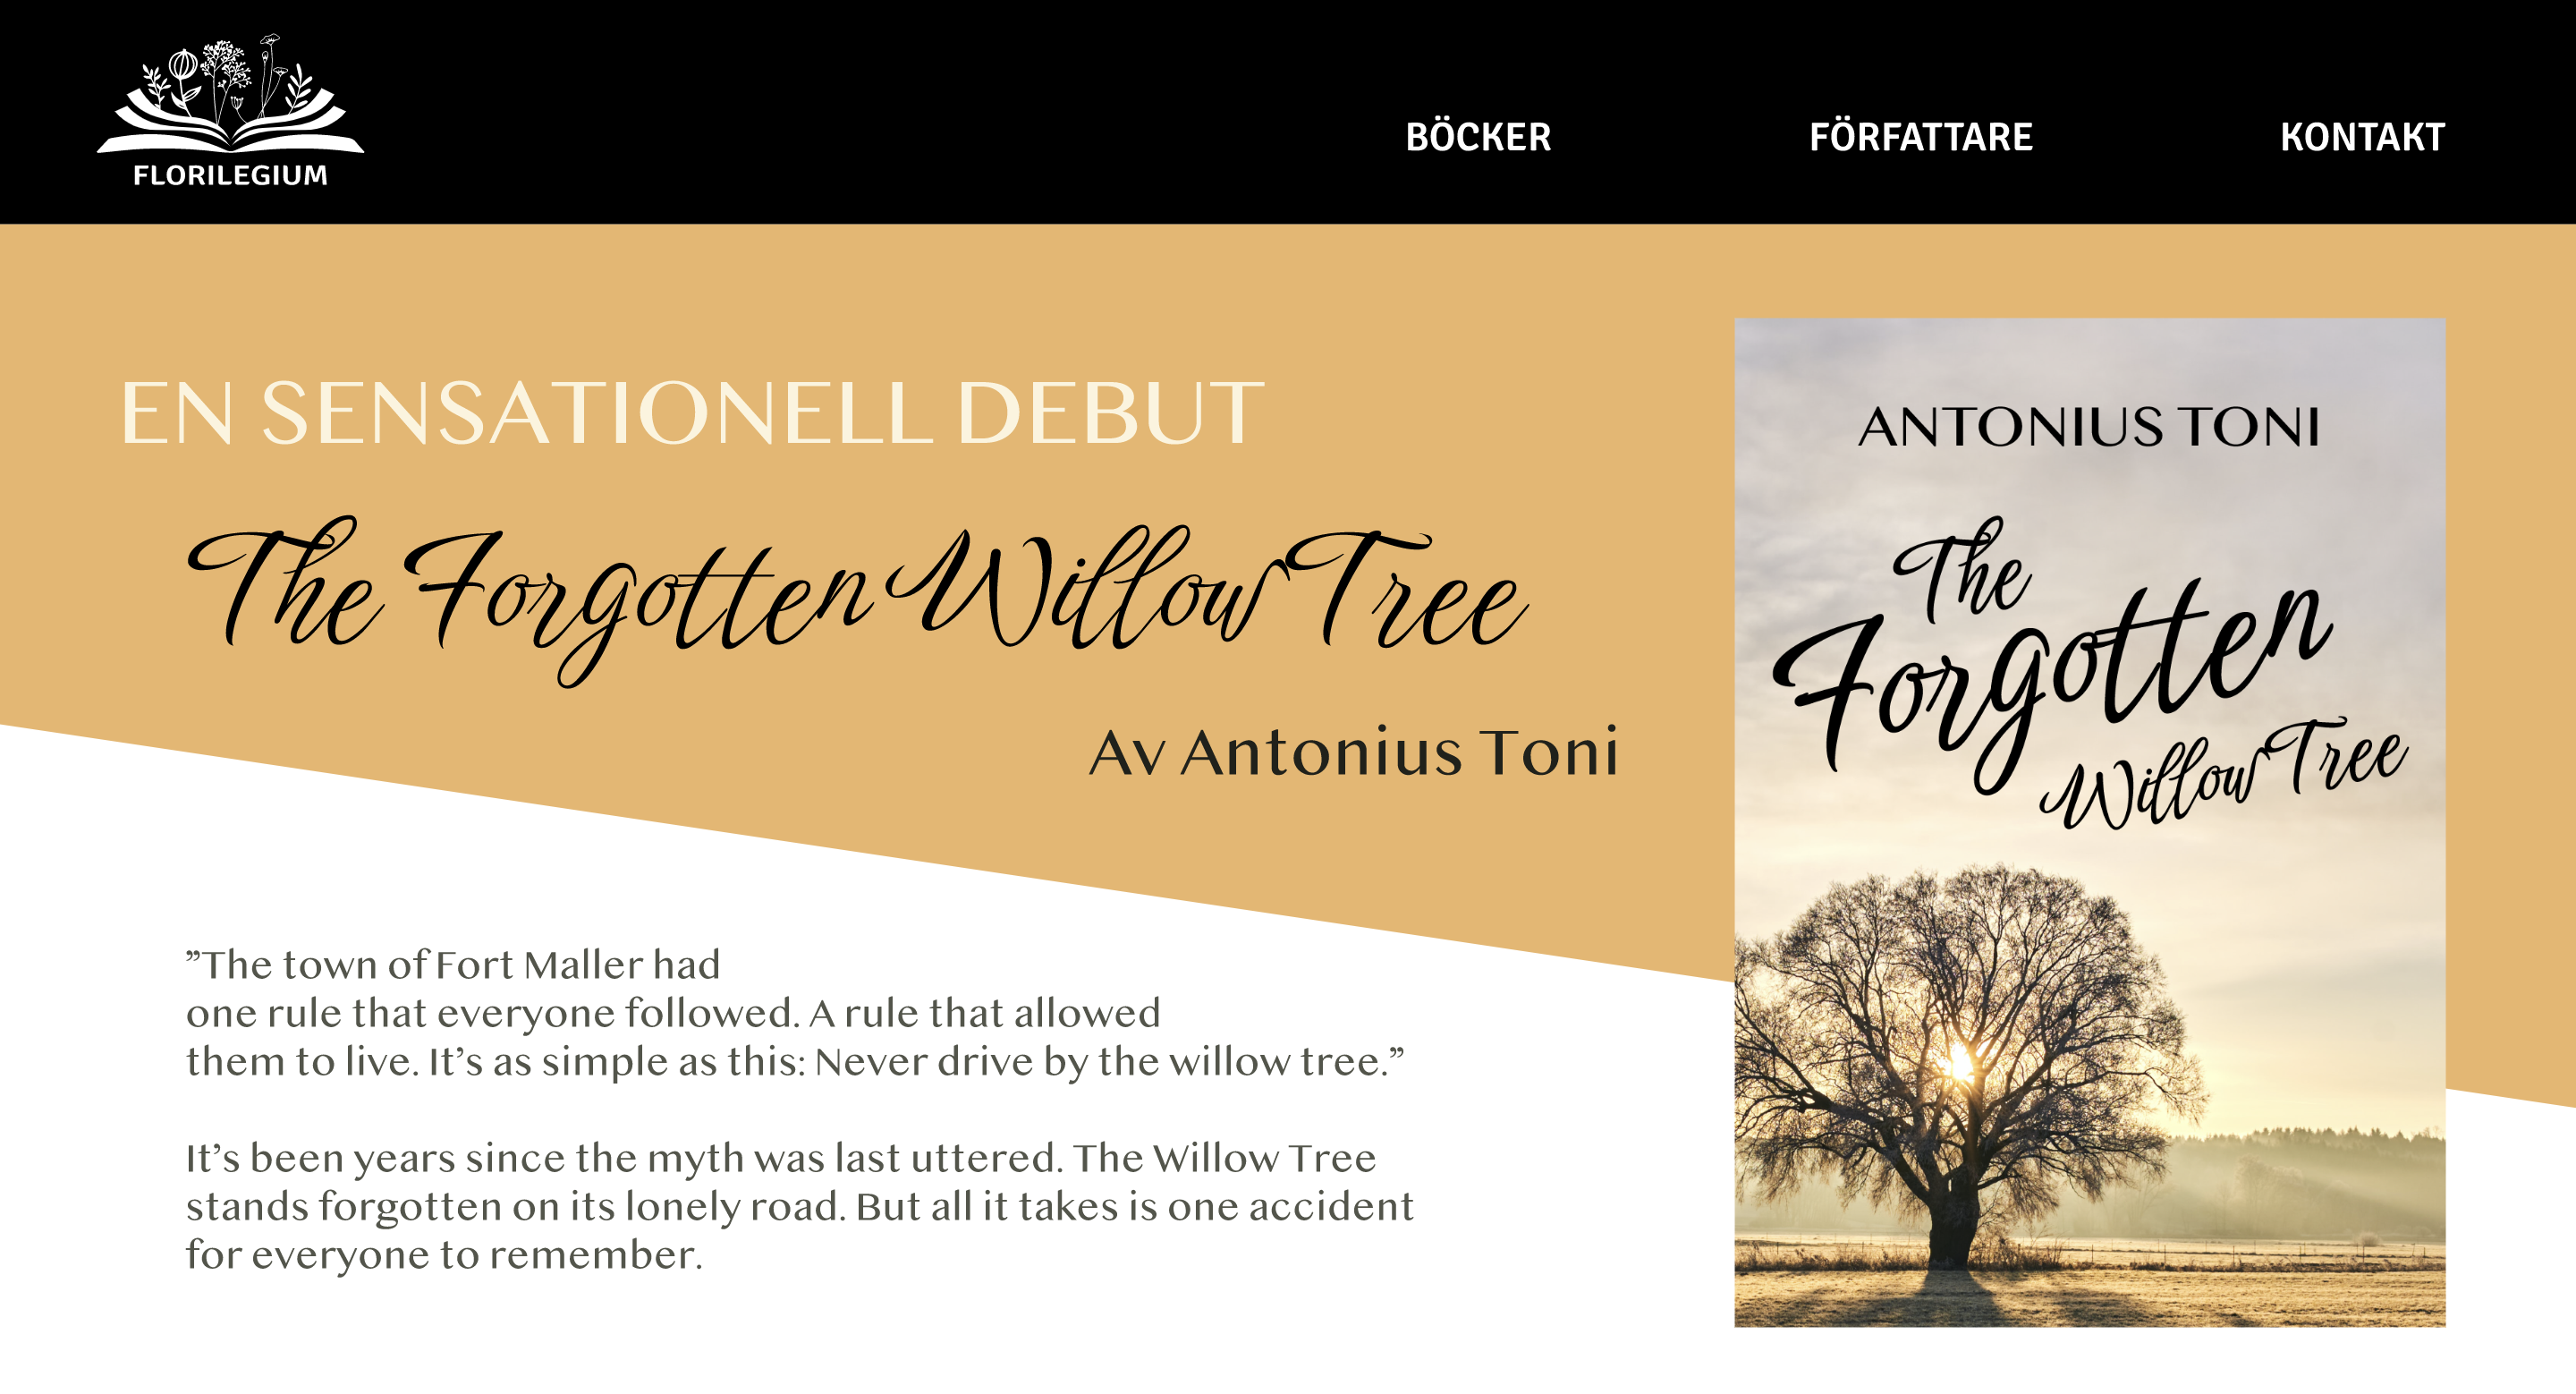 FLORILEGIUM
BÖCKER
FÖRFATTARE
KONTAKT
EN SENSATIONELL DEBUT
The Forgotten Willow Tree
Av Antonius Toni
”The town of Fort Maller had
one rule that everyone followed. A rule that allowed
them to live. It’s as simple as this: Never drive by the willow tree.”
It’s been years since the myth was last uttered. The Willow Tree
stands forgotten on its lonely road. But all it takes is one accident
for everyone to remember.
ANTONIUS TONI
The
Forgotten
Willow Tree